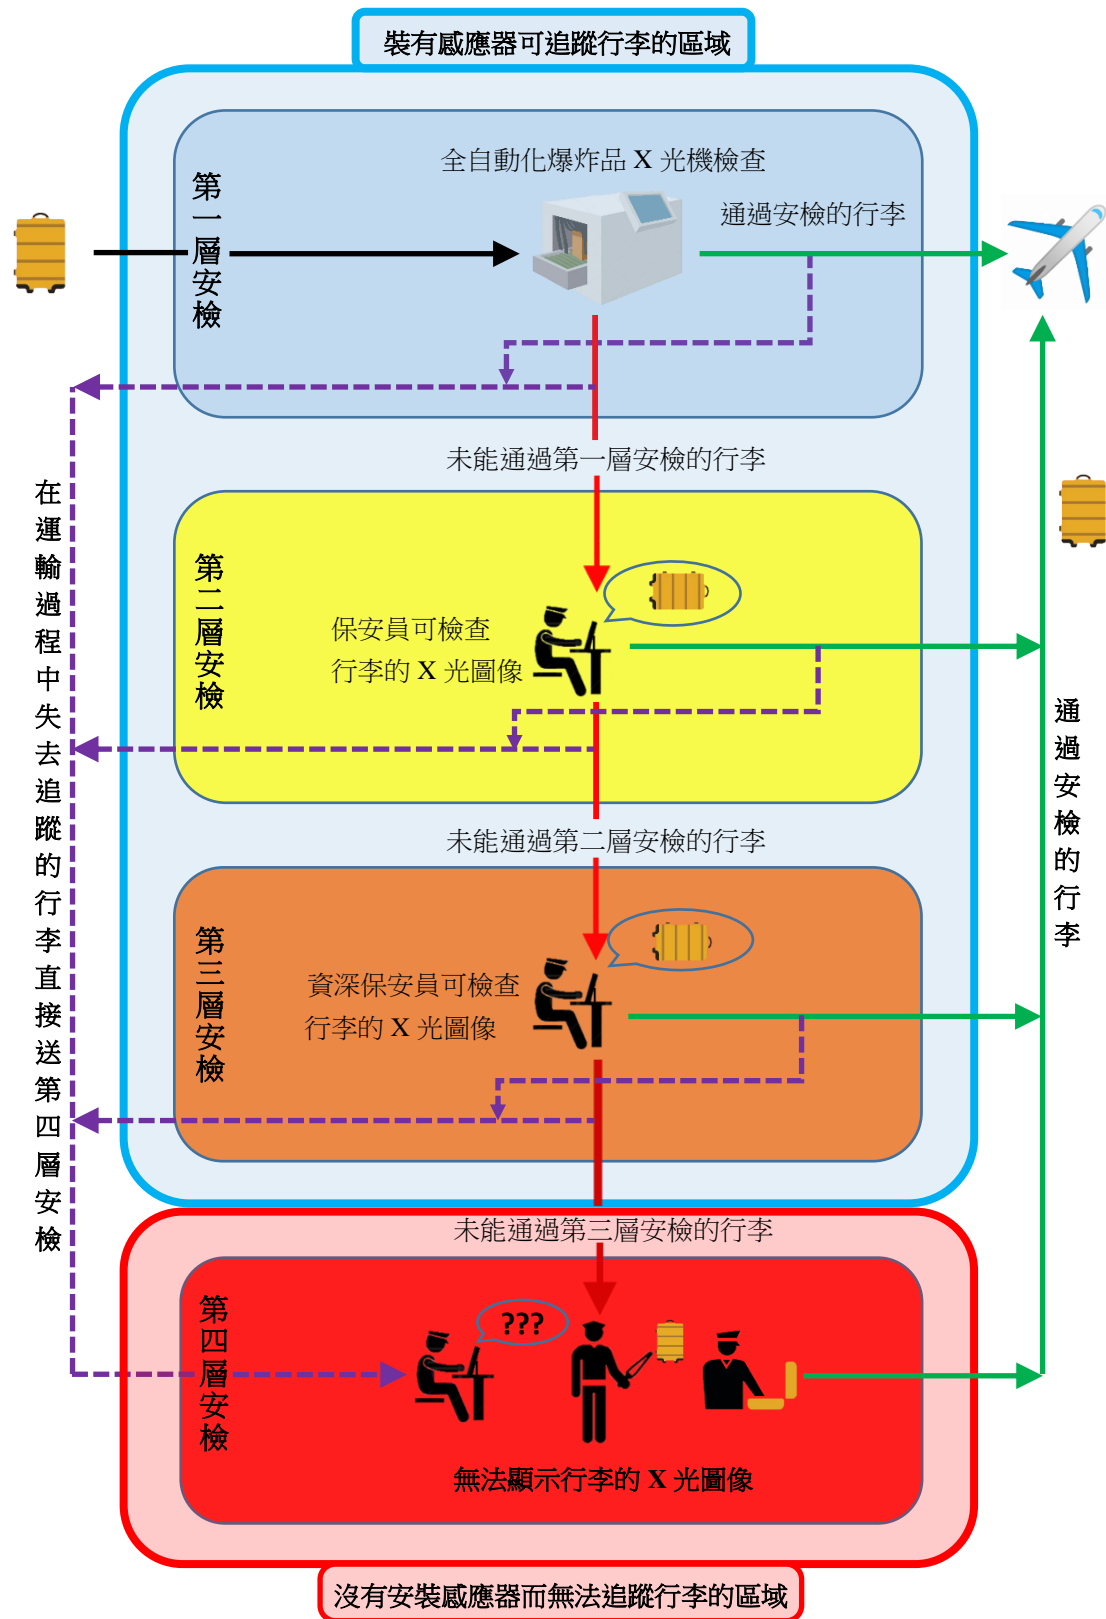 裝有感應器可追蹤行李的區域
第一層安檢
全自動化爆炸品 X 光機檢查
通過安檢的行李
未能通過第一層安檢的行李
第二層安檢
保安員可檢查
行李的 X 光圖像
未能通過第二層安檢的行李
第三層安檢
資深保安員可檢查
行李的 X 光圖像
在運輸過程中失去追蹤的行李直接送第四層安檢
通過安檢的行李
未能通過第三層安檢的行李
第四層安檢
???
無法顯示行李的 X 光圖像
沒有安裝感應器而無法追蹤行李的區域